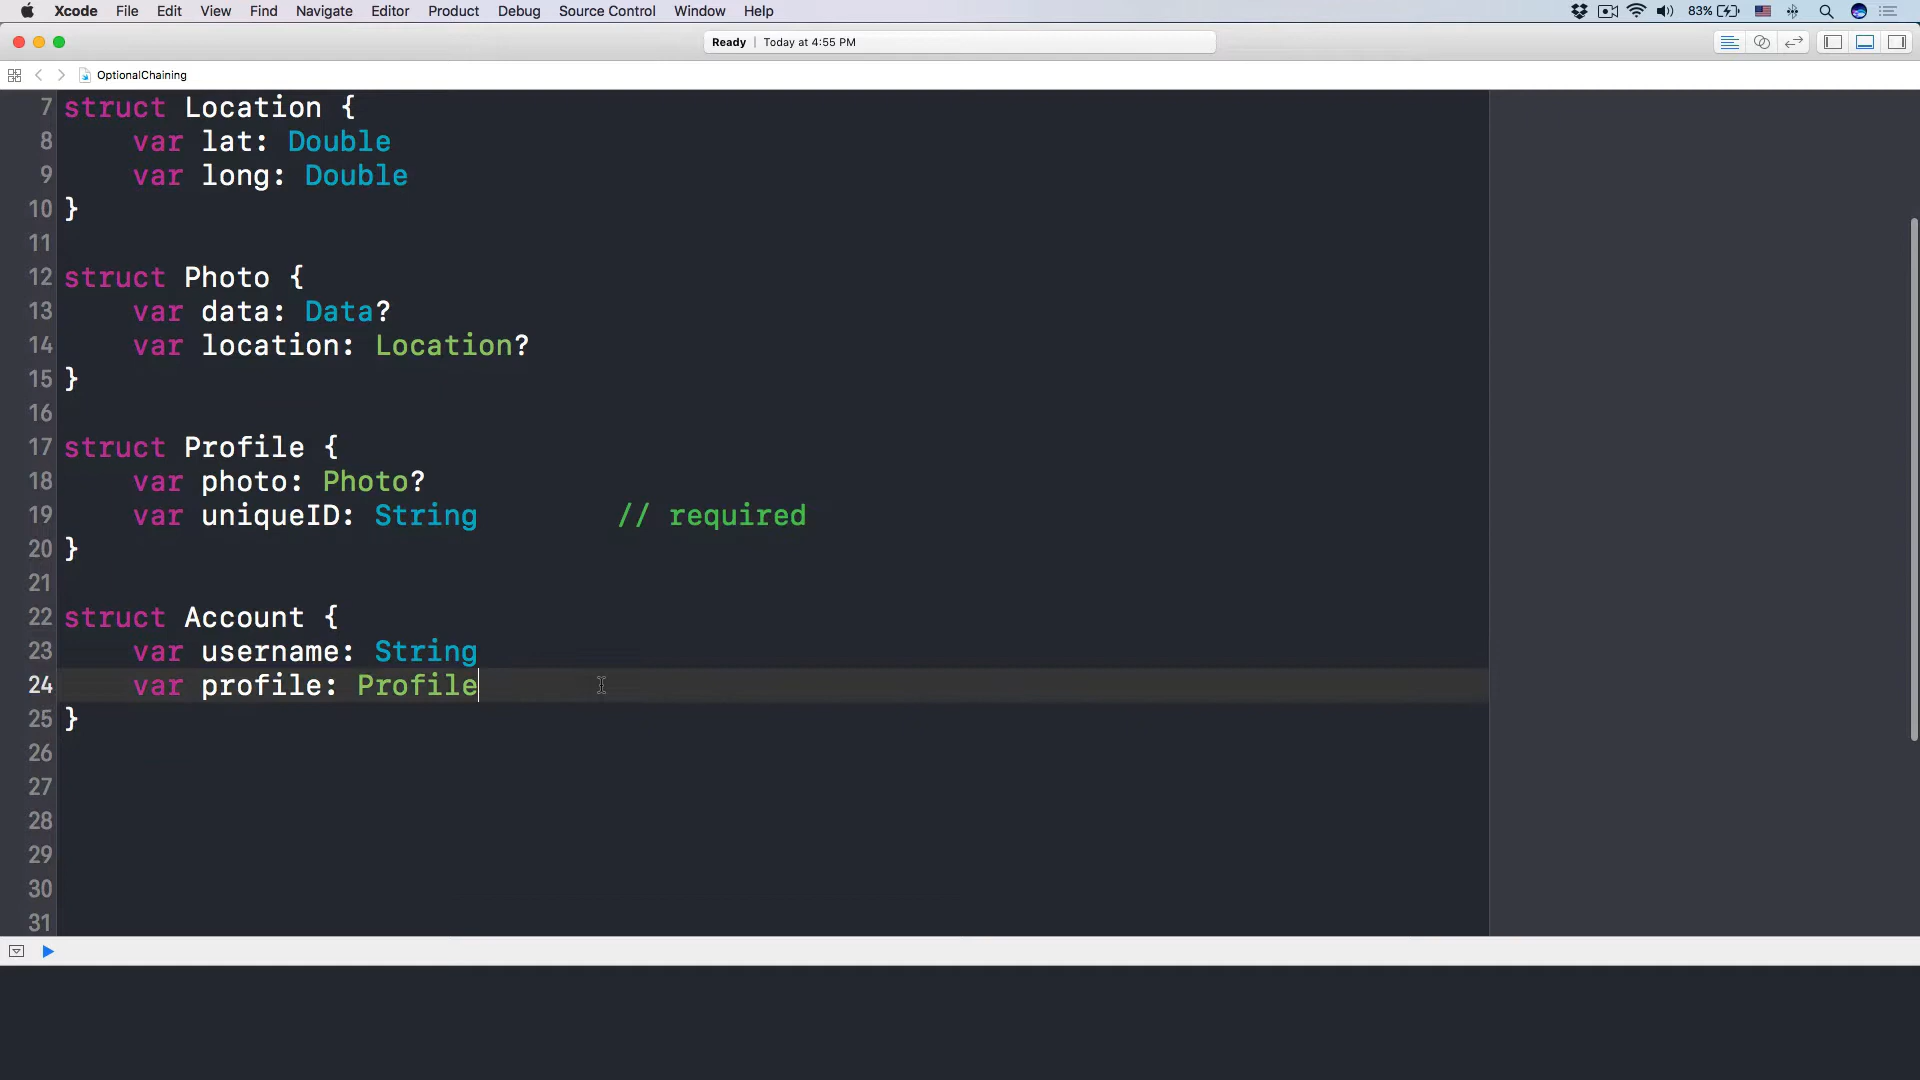 Xcode File Edit View Find Navigate Editor Product Debug Source Control Window Help 83%
Ready Today at 4:55 PM
OptionalChaining
7 struct Location {
8 var lat: Double
9 var long: Double
10 }
11
12 struct Photo {
13 var data: Data?
14 var location: Location?
15 }
16
17 struct Profile {
18 var photo: Photo?
19 var uniqueID: String // required
20 }
21
22 struct Account {
23 var username: String
24 var profile: Profile
25 }
26
27
28
29
30
31